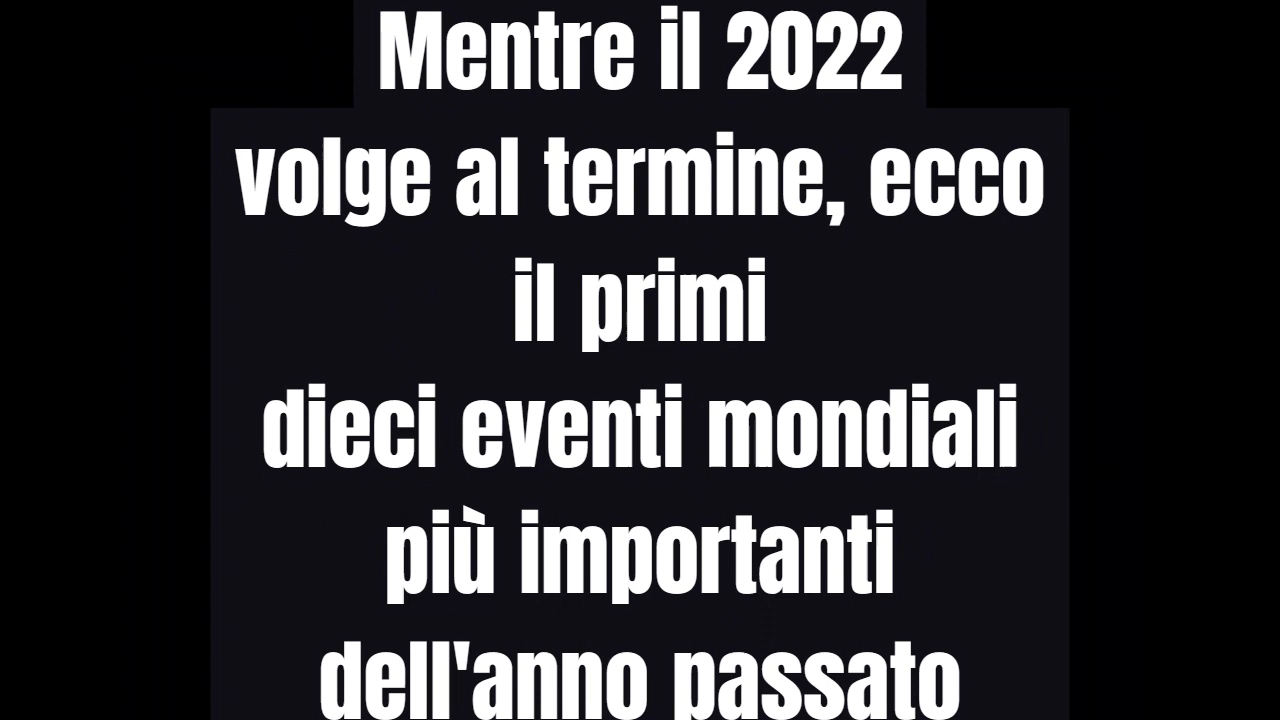 Mentre il 2022
volge al termine, ecco
il primi
dieci eventi mondiali
più importanti
dell'anno passato